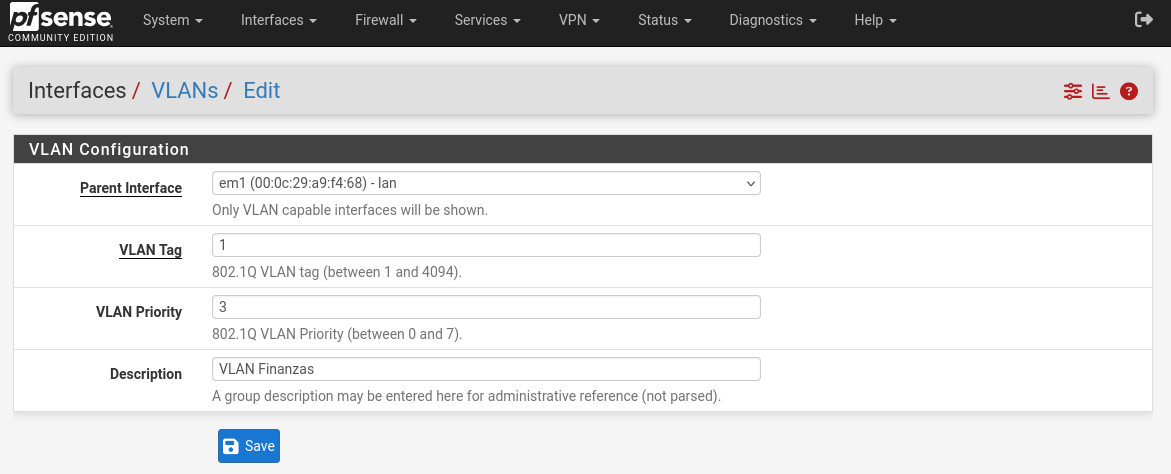 pfsense
COMMUNITY EDITION
System Interfaces Firewall Services VPN Status Diagnostics Help
Interfaces / VLANs / Edit
?
VLAN Configuration
Parent Interface
em1 (00:0c:29:a9:f4:68) - lan
Only VLAN capable interfaces will be shown.
VLAN Tag
1
802.1Q VLAN tag (between 1 and 4094).
VLAN Priority
3
802.1Q VLAN Priority (between 0 and 7).
Description
VLAN Finanzas
A group description may be entered here for administrative reference (not parsed).
Save